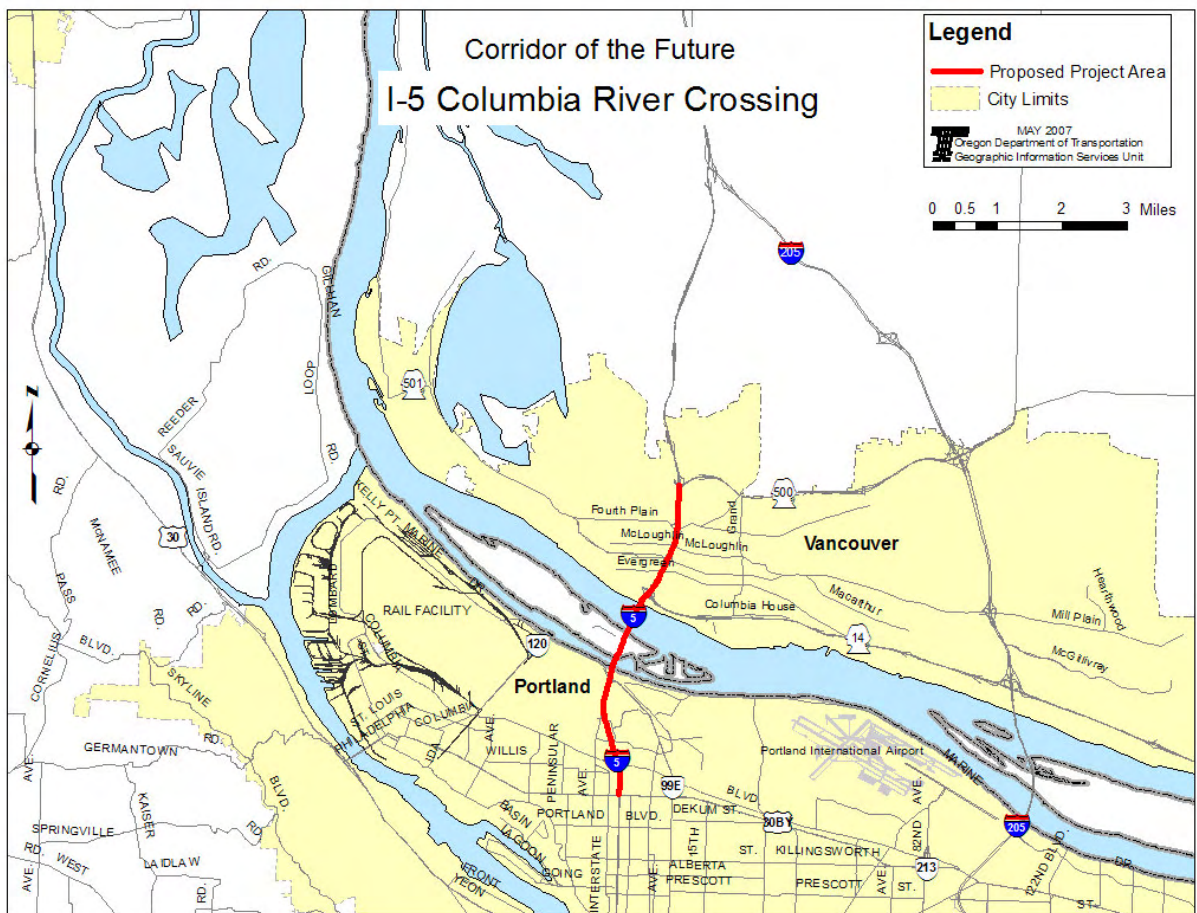 Corridor of the Future
I-5 Columbia River Crossing
Legend
Proposed Project Area
City Limits
MAY 2007
Oregon Department of Transportation
Geographic Information Services Unit
0 0.5 1 2 3 Miles
205
RD.
GILLIHAN
LOOP
RD.
REEDER
SAUVIE
ISLAND RD.
N
501
RD.
McNAMEE
PASS
RD.
RD.
CORNELIUS
BLVD.
SKYLINE
30
KELLY PT.
MARINE
DR.
LOMBARD
RAIL FACILITY
COLUMBIA
120
ST. LOUIS
PHILADELPHIA
COLUMBIA
IDA
AVE.
WILLIS
PENINSULAR
AVE.
Portland
Fourth Plain
McLoughlin
McLoughlin
Evergreen
Grand
500
Vancouver
Columbia House
Macarthur
14
Mill Plain
Hearthwood
McGillivray
5
5
Portland International Airport
MARINE
DR.
99E
BLVD.
DEKUM ST.
30BY
82ND AVE.
205
122ND BLVD.
PORTLAND BLVD.
15TH
AVE.
ST. KILLINGSWORTH
213
ALBERTA
PRESCOTT
PRESCOTT
AVE.
ST.
ST.
INTERSTATE
AVE.
BASIN
LAGOON
GOING
FRONT
YEON
GERMANTOWN
RD.
BLVD.
AVE.
KAISER
RD.
SPRINGVILLE
RD.
WEST
LAIDLAW
RD.
AVE.